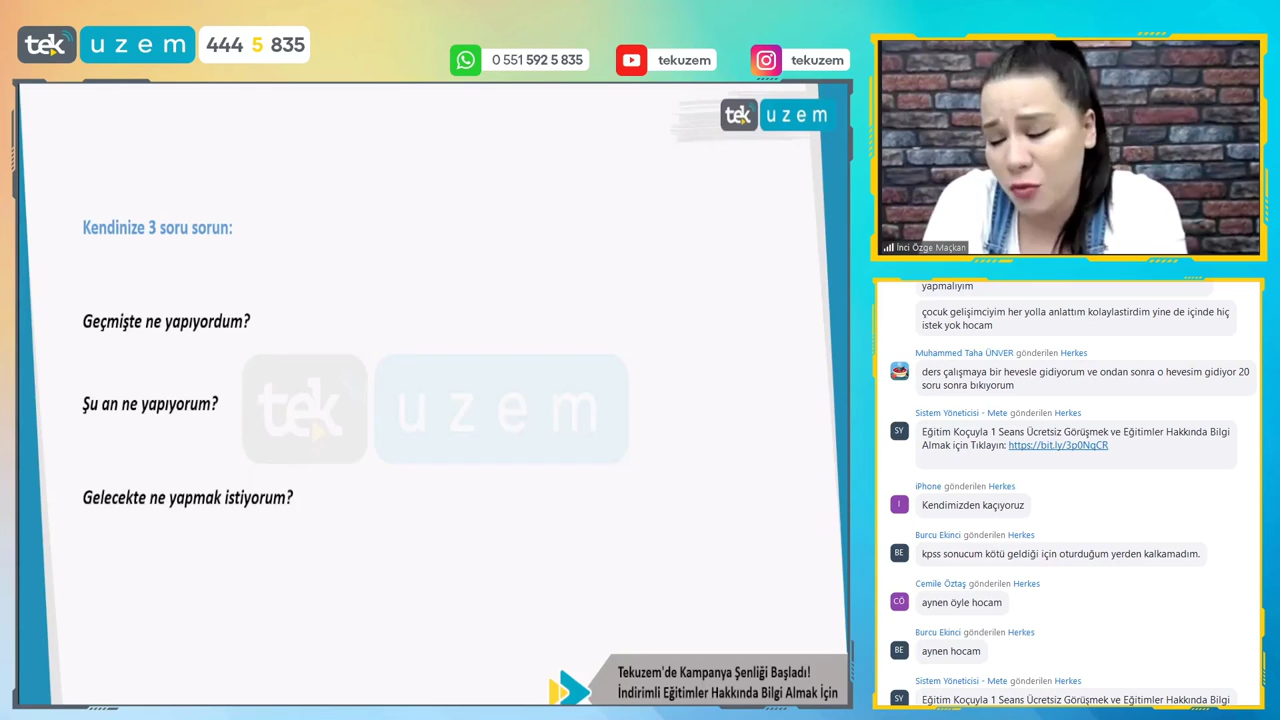 tek uzem 444 5 835
0 551 592 5 835
tekuzem
tekuzem
tek uzem
Kendinize 3 soru sorun:
Geçmişte ne yapıyordum?
Şu an ne yapıyorum?
tek uzem
Gelecekte ne yapmak istiyorum?
Tekuzem'de Kampanya Şenliği Başladı!
İndirimli Eğitimler Hakkında Bilgi Almak İçin
İnci Özge Maçkan
yapmalıyım
çocuk gelişimciyim her yolla anlattım kolaylastirdim yine de içinde hiç
istek yok hocam
Muhammed Taha ÜNVER gönderilen Herkes
ders çalışmaya bir hevesle gidiyorum ve ondan sonra o hevesim gidiyor 20
soru sonra bıkıyorum
Sistem Yöneticisi - Mete gönderilen Herkes
SY
Eğitim Koçuyla 1 Seans Ücretsiz Görüşmek ve Eğitimler Hakkında Bilgi
Almak için Tıklayın: https://bit.ly/3p0NqCR
iPhone gönderilen Herkes
I
Kendimizden kaçıyoruz
Burcu Ekinci gönderilen Herkes
BE
kpss sonucum kötü geldiği için oturduğum yerden kalkamadım.
Cemile Öztaş gönderilen Herkes
CÖ
aynen öyle hocam
Burcu Ekinci gönderilen Herkes
BE
aynen hocam
Sistem Yöneticisi - Mete gönderilen Herkes
SY
Eğitim Koçuyla 1 Seans Ücretsiz Görüşmek ve Eğitimler Hakkında Bilgi